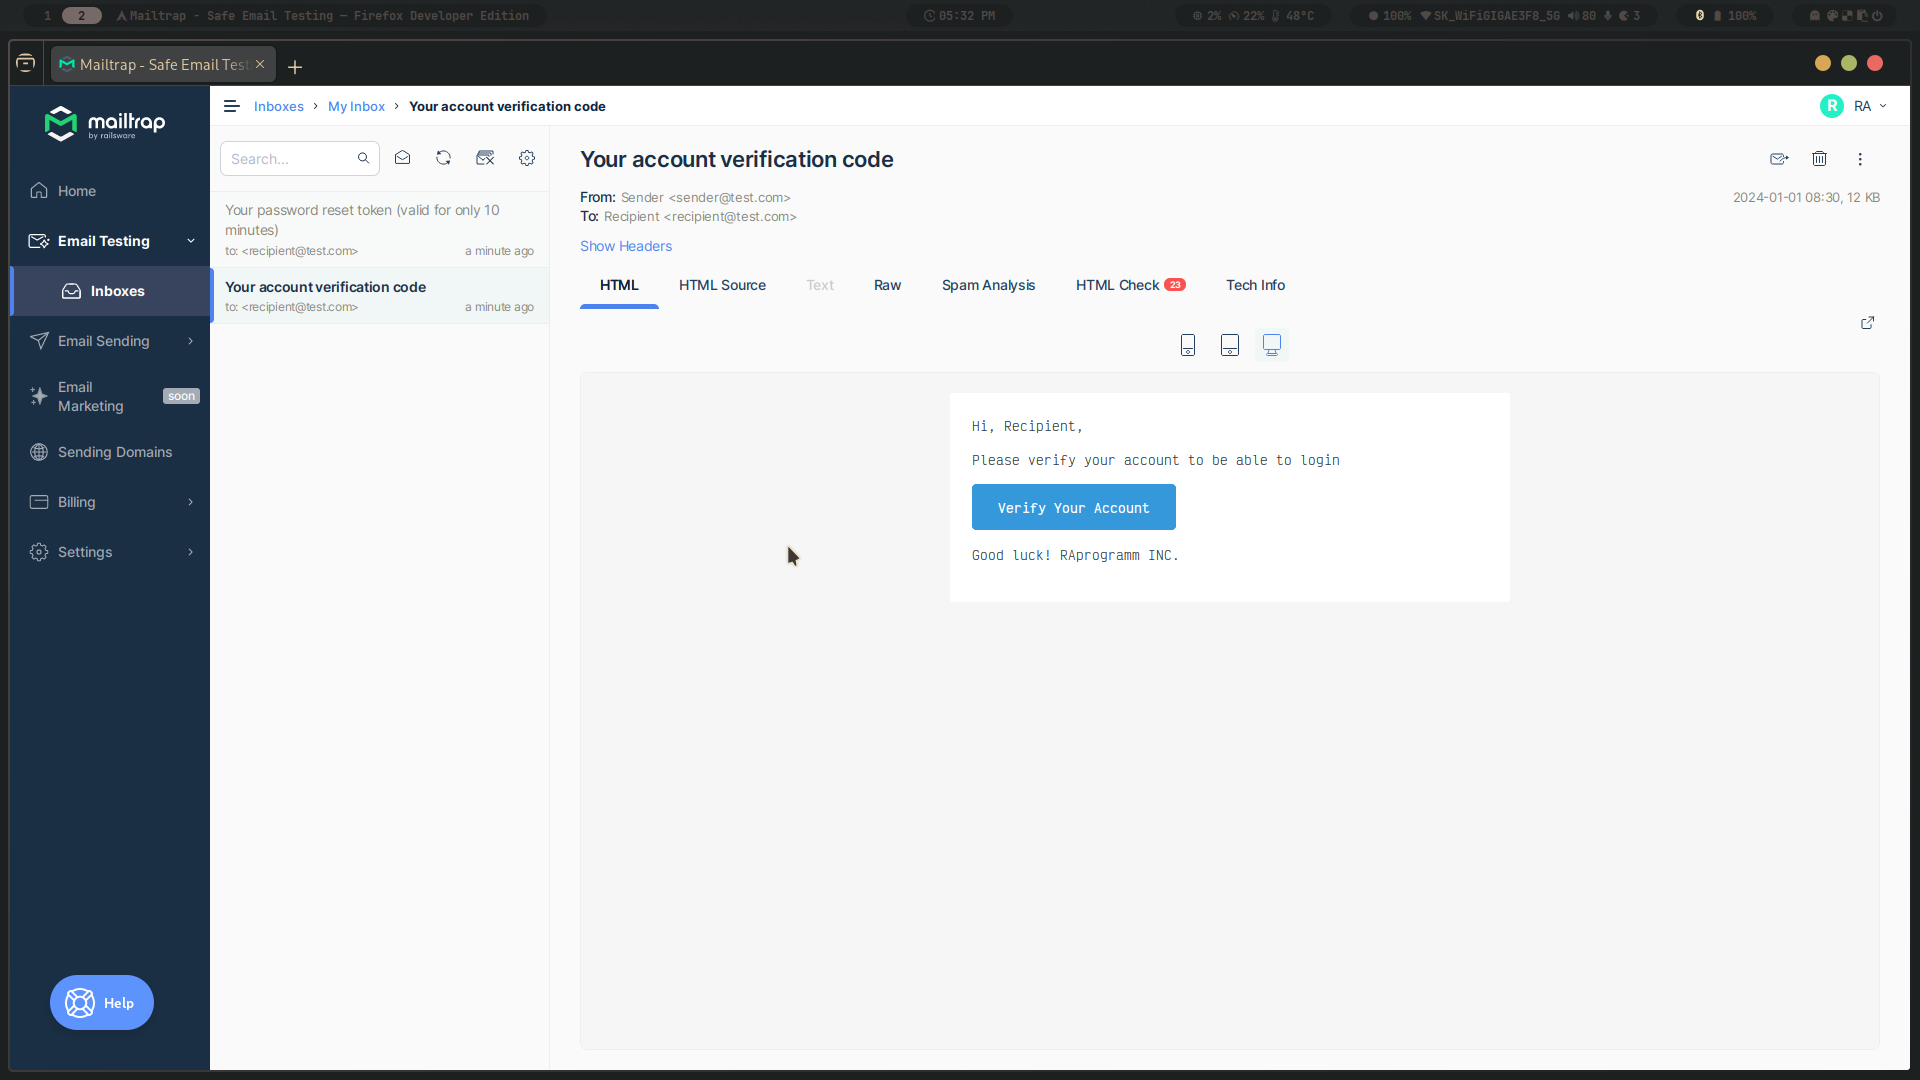 1 2 Mailtrap - Safe Email Testing — Firefox Developer Edition
05:32 PM
2% 22% 48°C
100% SK_WiFiGIGAE3F8_5G 80 3
100%
Mailtrap - Safe Email Test
mailtrap
by railsware
Home
Email Testing
Inboxes
Email Sending
Email
Marketing
soon
Sending Domains
Billing
Settings
Help
Inboxes › My Inbox › Your account verification code
R RA
Search...
Your password reset token (valid for only 10
minutes)
to: <recipient@test.com> a minute ago
Your account verification code
to: <recipient@test.com> a minute ago
Your account verification code
From: Sender <sender@test.com>
2024-01-01 08:30, 12 KB
To: Recipient <recipient@test.com>
Show Headers
HTML HTML Source Text Raw Spam Analysis HTML Check 23 Tech Info
Hi, Recipient,
Please verify your account to be able to login
Verify Your Account
Good luck! RAprogramm INC.